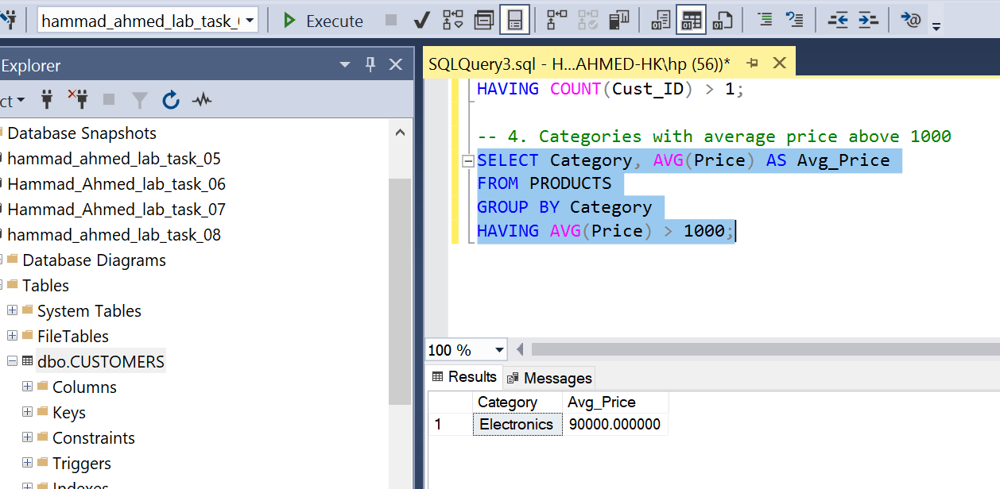 hammad_ahmed_lab_task_(
Execute
Explorer
ct
Database Snapshots
hammad_ahmed_lab_task_05
Hammad_Ahmed_lab_task_06
Hammad_Ahmed_lab_task_07
hammad_ahmed_lab_task_08
Database Diagrams
Tables
System Tables
FileTables
dbo.CUSTOMERS
Columns
Keys
Constraints
Triggers
Indexes
SQLQuery3.sql - H...AHMED-HK\hp (56))*
HAVING COUNT(Cust_ID) > 1;
-- 4. Categories with average price above 1000
SELECT Category, AVG(Price) AS Avg_Price
FROM PRODUCTS
GROUP BY Category
HAVING AVG(Price) > 1000;
100 %
Results Messages
Category Avg_Price
1 Electronics 90000.000000